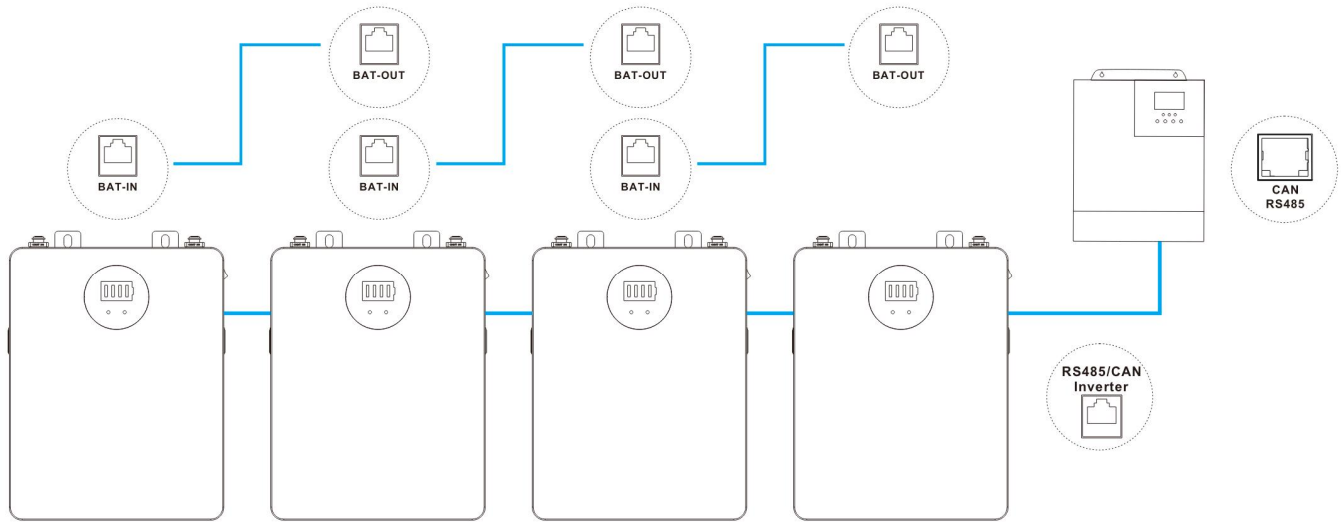 BAT-OUT
BAT-OUT
BAT-OUT
BAT-IN
BAT-IN
BAT-IN
CAN
RS485
RS485/CAN
Inverter